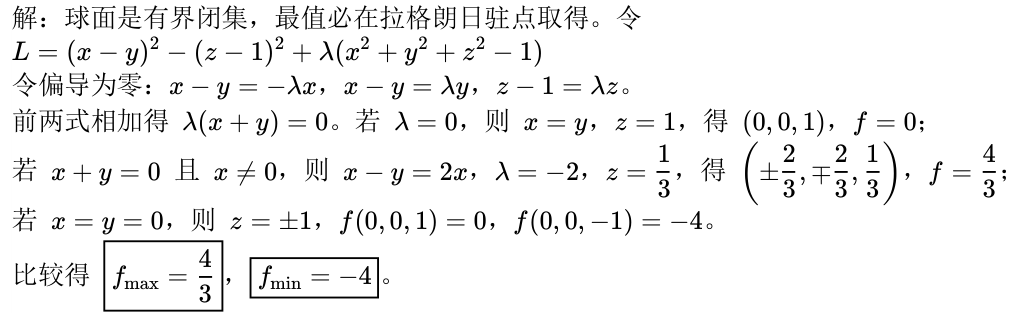 解：球面是有界闭集，最值必在拉格朗日驻点取得。令
L = (x − y)² − (z − 1)² + λ(x² + y² + z² − 1)
令偏导为零：x − y = −λx，x − y = λy，z − 1 = λz。
前两式相加得 λ(x + y) = 0。若 λ = 0，则 x = y，z = 1，得 (0, 0, 1)，f = 0；
若 x + y = 0 且 x ≠ 0，则 x − y = 2x，λ = −2，z = 1/3，得 (±2/3, ∓2/3, 1/3)，f = 4/3；
若 x = y = 0，则 z = ±1，f(0, 0, 1) = 0，f(0, 0, −1) = −4。
比较得 f_max = 4/3，f_min = −4。